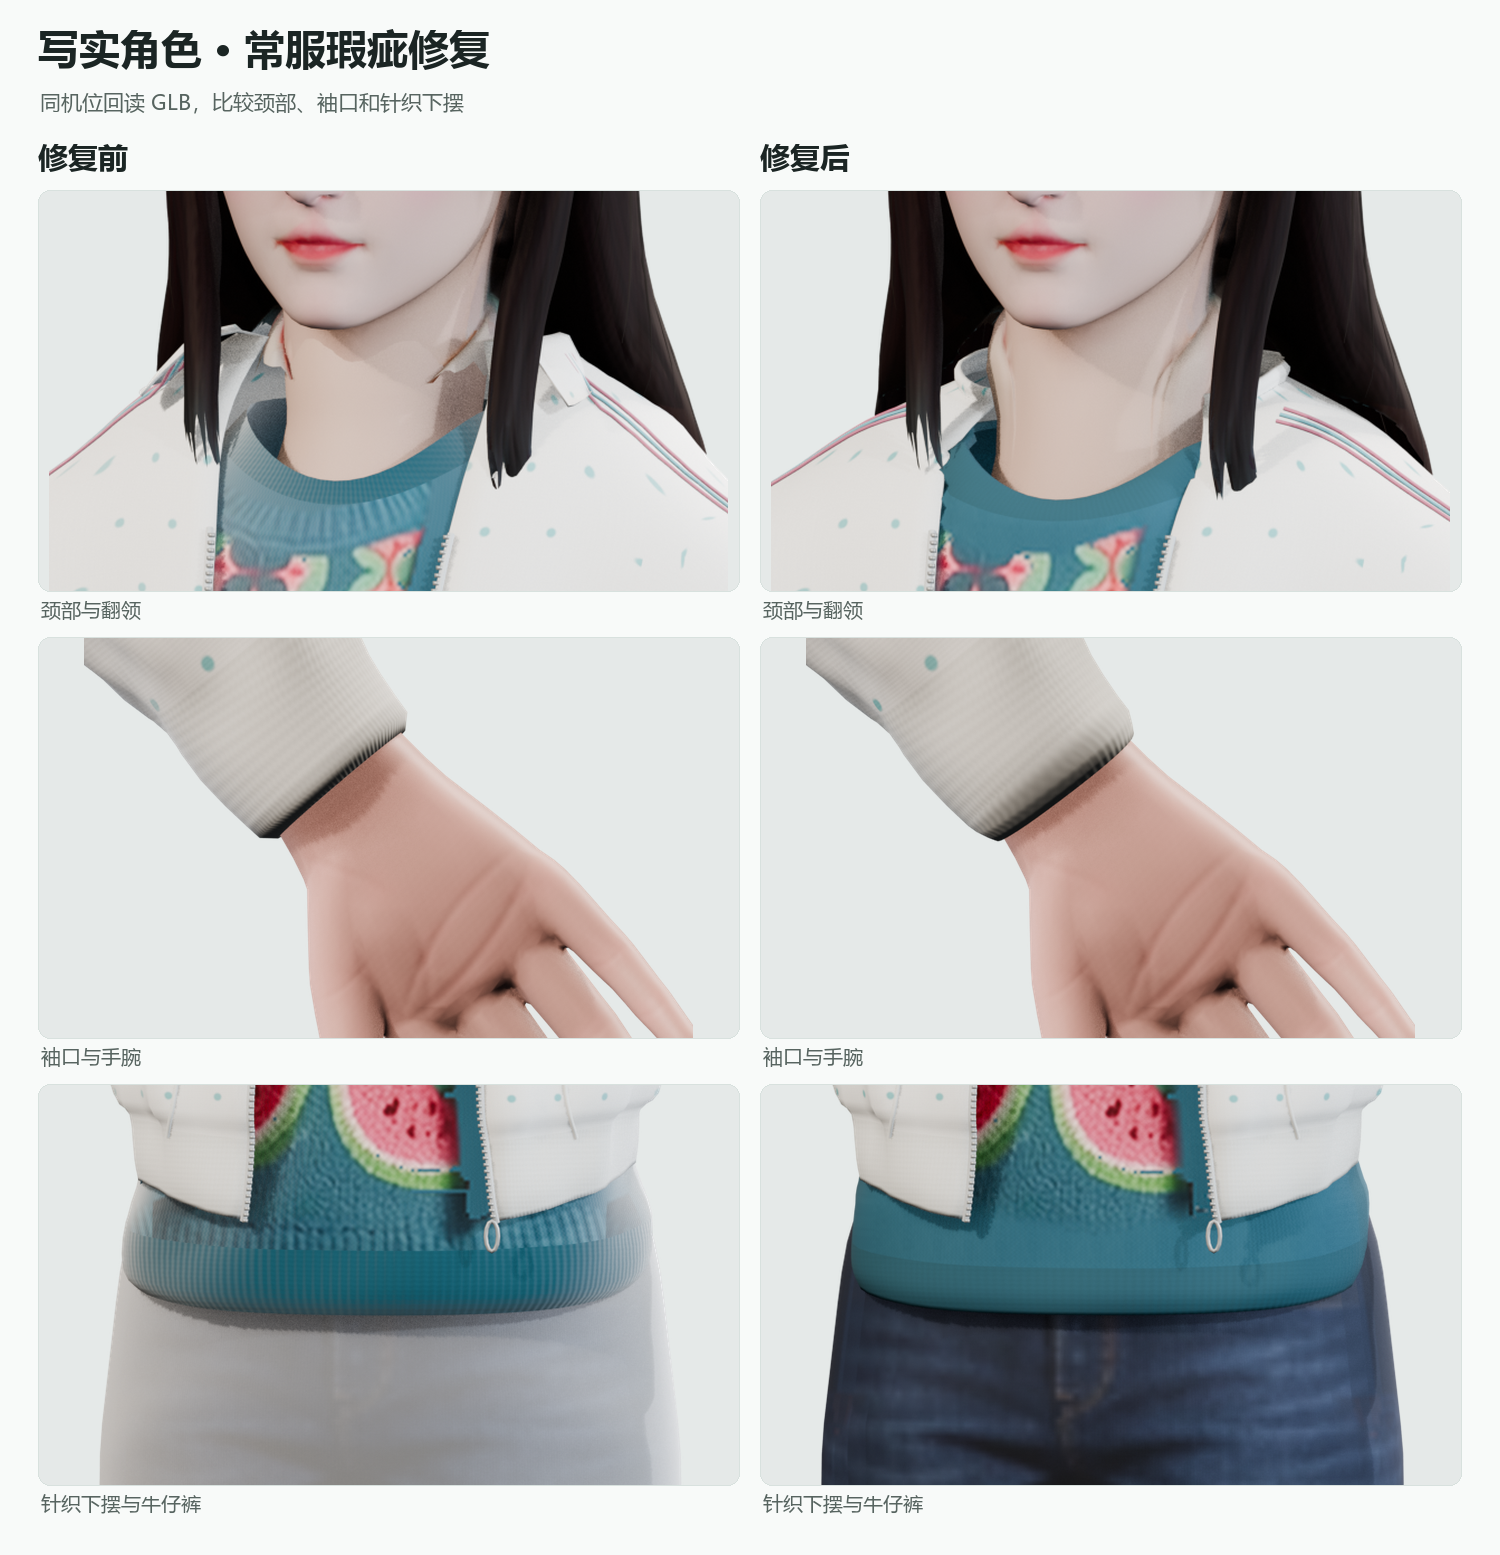 写实角色·常服瑕疵修复
同机位回读 GLB，比较颈部、袖口和针织下摆
修复前
修复后
颈部与翻领
颈部与翻领
袖口与手腕
袖口与手腕
针织下摆与牛仔裤
针织下摆与牛仔裤